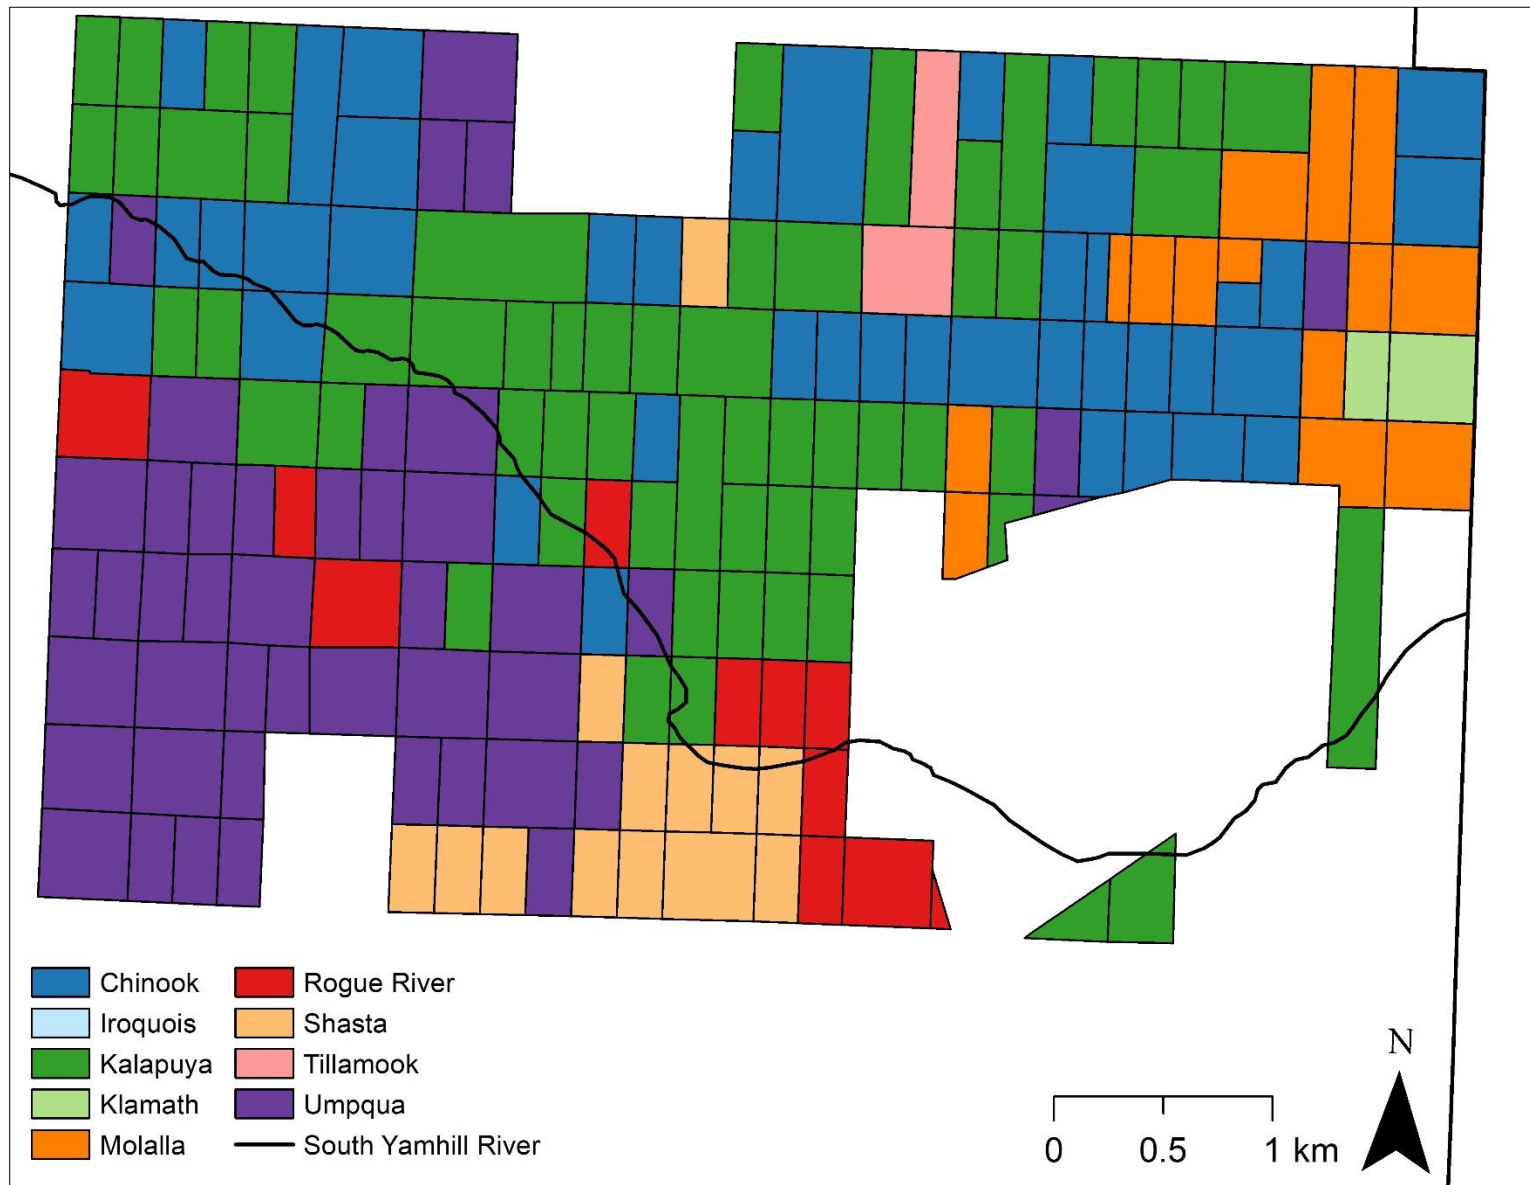 Chinook
Iroquois
Kalapuya
Klamath
Molalla
Rogue River
Shasta
Tillamook
Umpqua
South Yamhill River
N
0 0.5 1 km